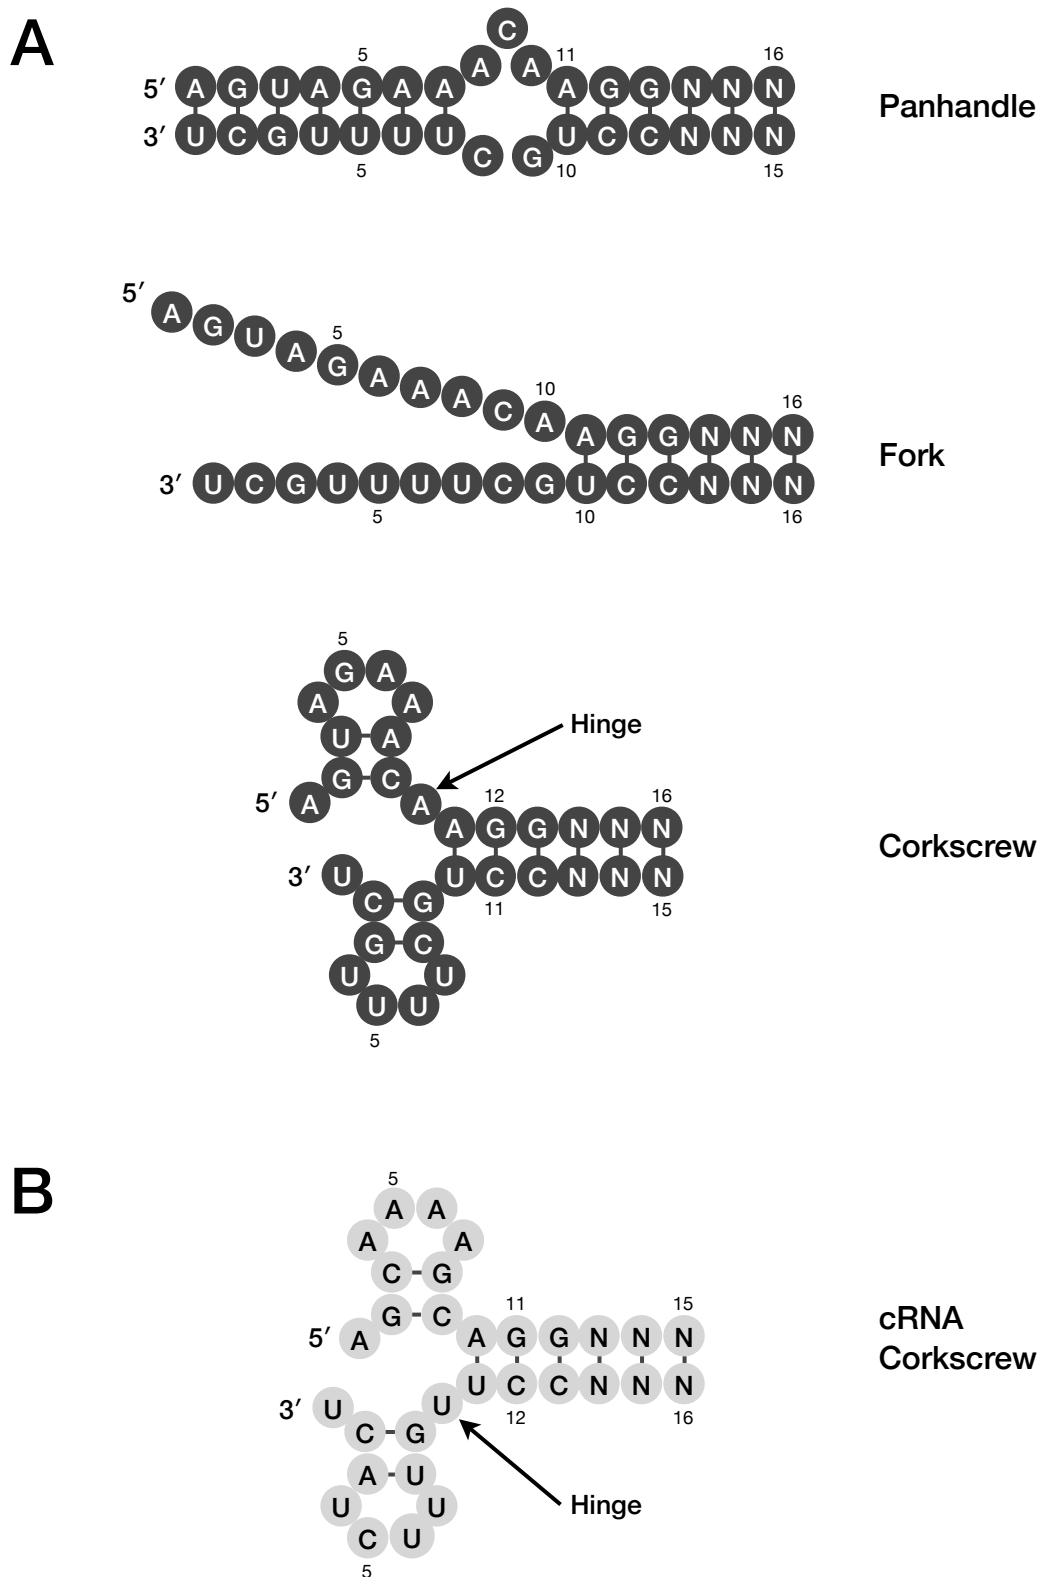 A
C
5
A A
11
16
5′ A G U A G A A A G G N N N
Panhandle
3′ U C G U U U U U C C N N N
C G
5
10
15
5′
A G U A G A A A C A
5
10
16
A G G N N N
Fork
3′ U C G U U U U C G U C C N N N
5
10
16
5
G A
A A
U A
Hinge
G C
5′ A A
12
16
A G G N N N
Corkscrew
3′ U
U C C N N N
C G
11
15
G C
U U
U U
5
B
5
A A
A A
C G
G C
11
15
5′ A
A G G N N N
cRNA
Corkscrew
U C C N N N
3′ U U
12
16
C G
A U
U U
Hinge
C U
5